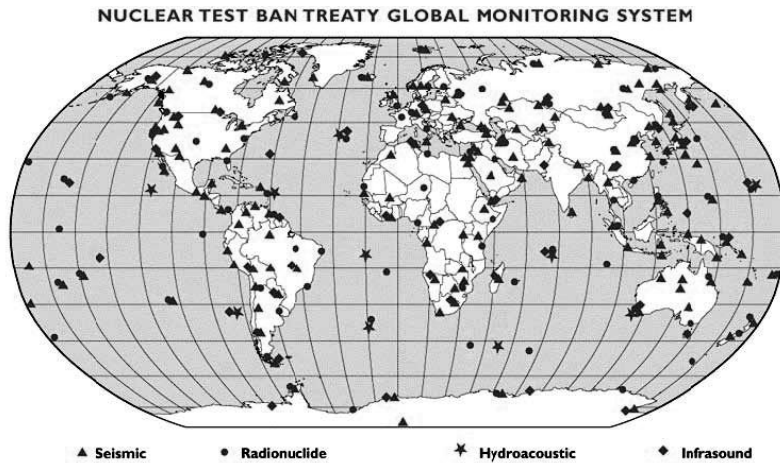 NUCLEAR TEST BAN TREATY GLOBAL MONITORING SYSTEM
Seismic Radionuclide Hydroacoustic Infrasound